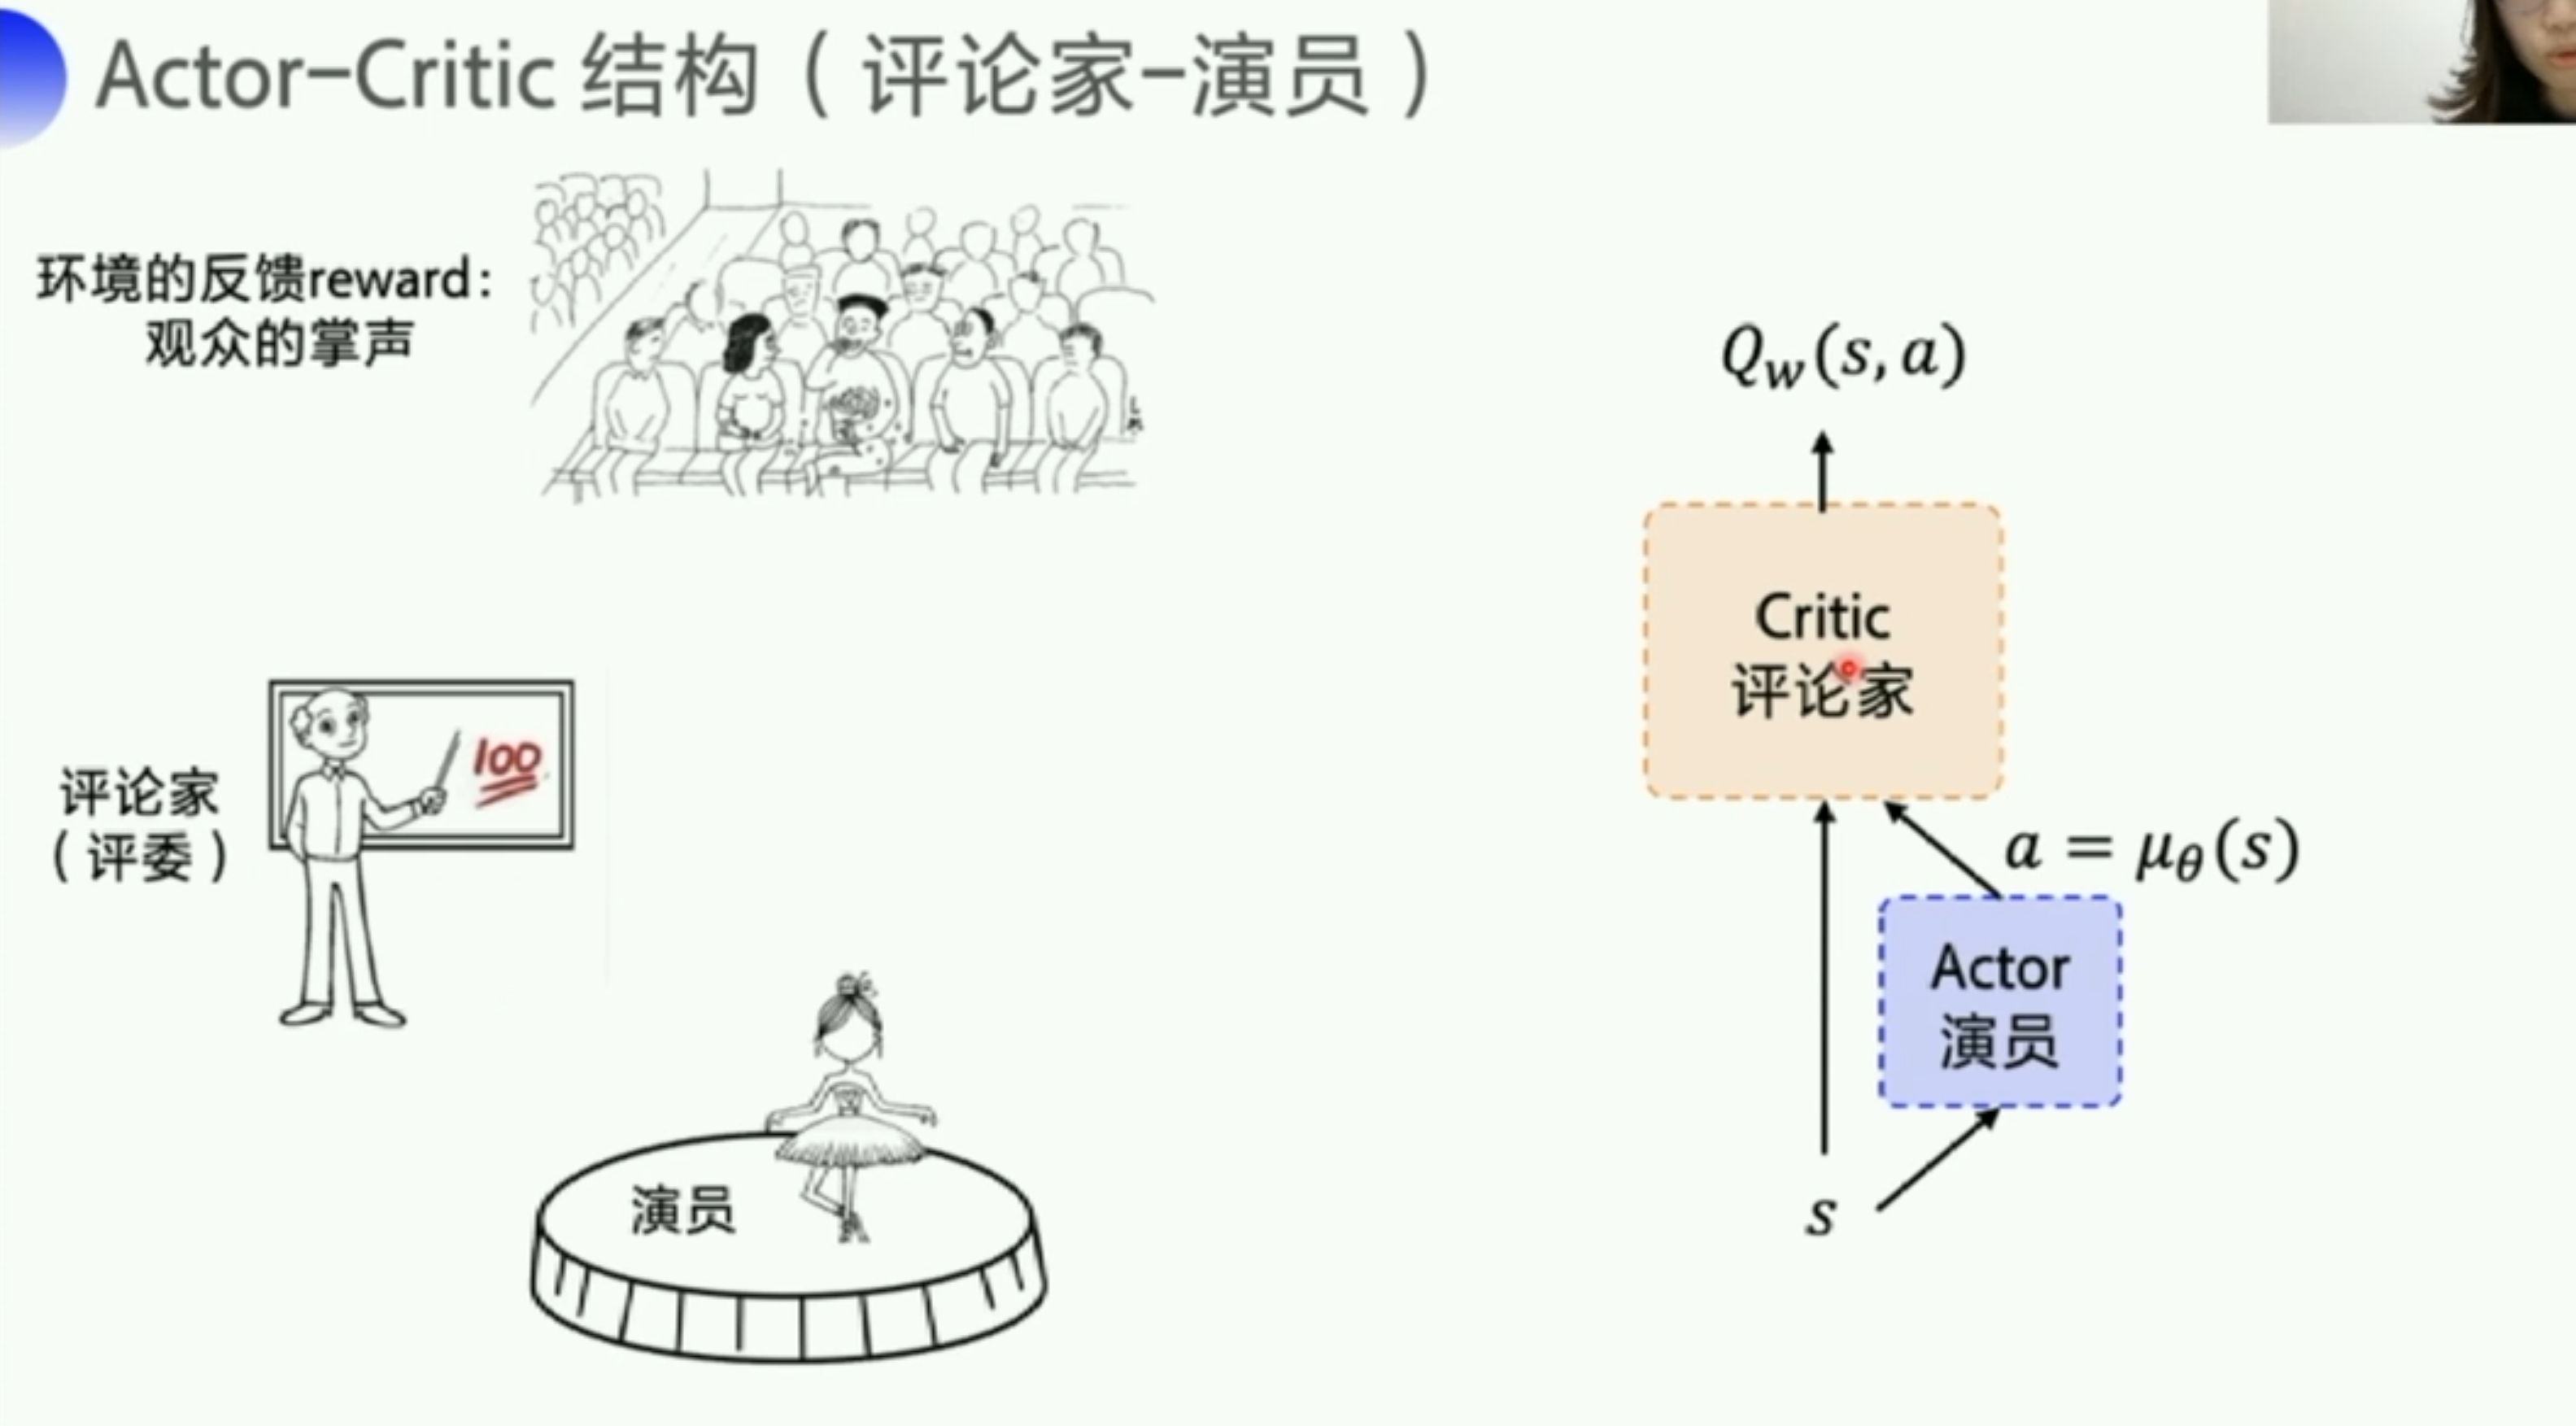 Actor-Critic 结构（评论家-演员）
环境的反馈reward：
观众的掌声
评论家
（评委）
100
演员
Q_w(s, a)
Critic
评论家
a = μ_θ(s)
Actor
演员
s